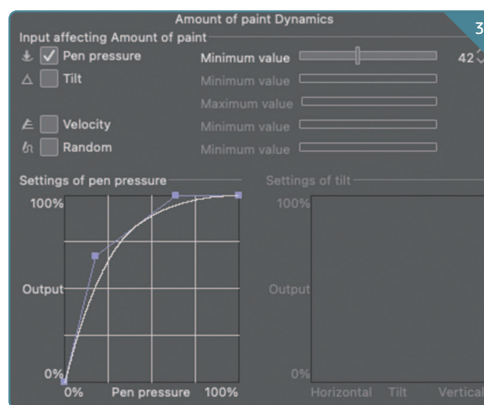 Amount of paint Dynamics
3
Input affecting Amount of paint
Pen pressure Minimum value 42
Tilt Minimum value
Maximum value
Velocity Minimum value
Random Minimum value
Settings of pen pressure Settings of tilt
100% 100%
Output Output
0% 0%
0% Pen pressure 100% Horizontal Tilt Vertical